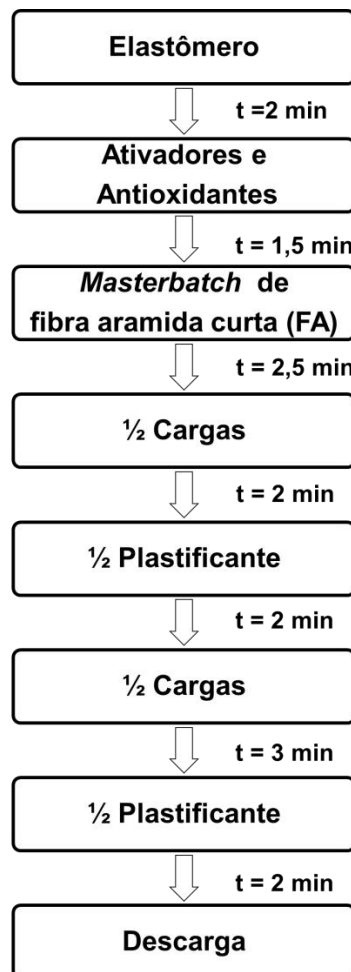 Elastômero
t =2 min
Ativadores e
Antioxidantes
t = 1,5 min
Masterbatch de
fibra aramida curta (FA)
t = 2,5 min
½ Cargas
t = 2 min
½ Plastificante
t = 2 min
½ Cargas
t = 3 min
½ Plastificante
t = 2 min
Descarga